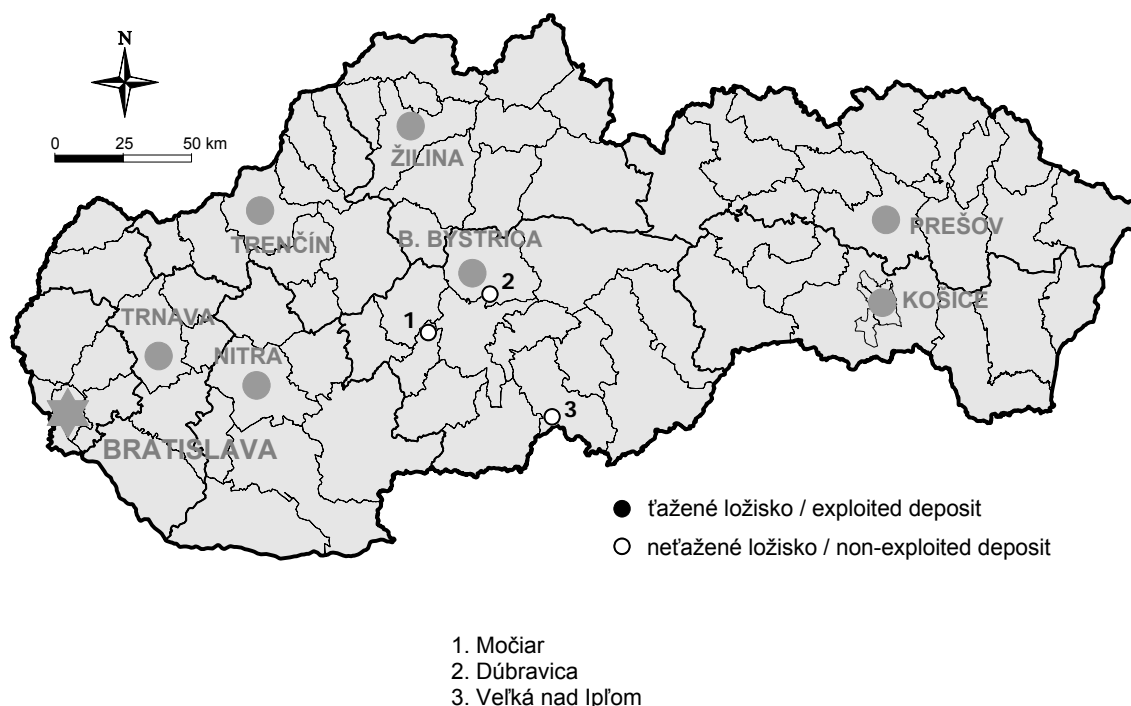 N
0 25 50 km
ŽILINA
TRENČÍN
B. BYSTRICA
PREŠOV
2
KOŠICE
TRNAVA
1
NITRA
3
BRATISLAVA
ťažené ložisko / exploited deposit
neťažené ložisko / non-exploited deposit
1. Močiar
2. Dúbravica
3. Veľká nad Ipľom